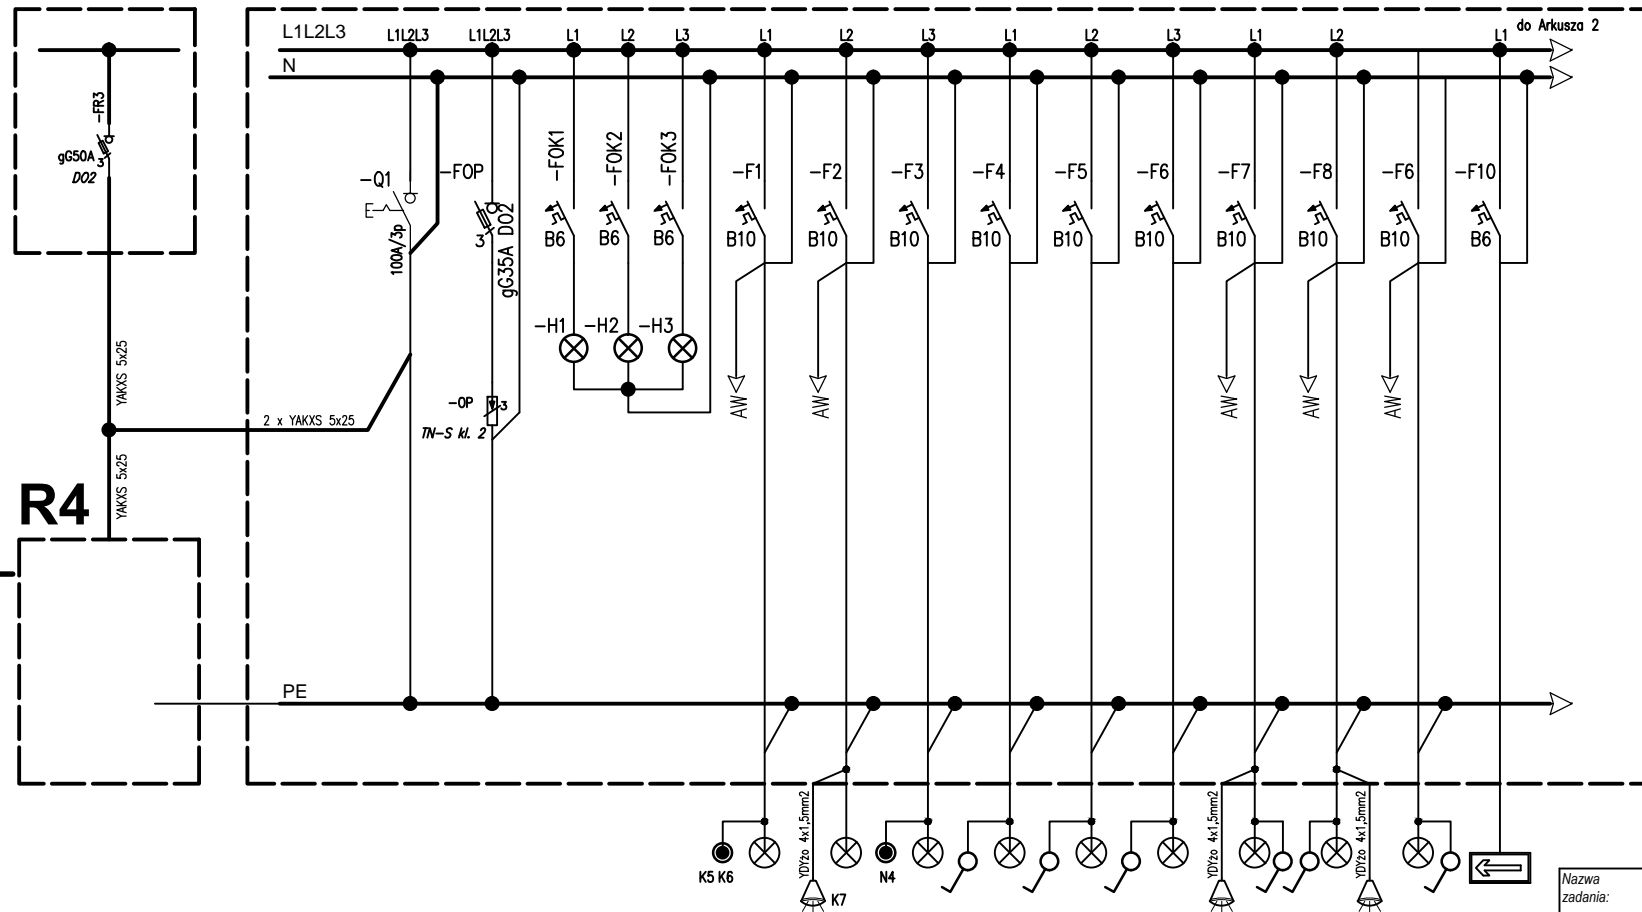 do Arkusza 2
L1L2L3
L1L2L3
L1L2L3
L1
L2
L3
L1
L2
L3
L1
L2
L3
L1
L2
L1
N
-FR3
gG50A
3
DO2
-Q1
100A/3p
-FOP
3
gG35A DO2
-FOK1
B6
-FOK2
B6
-FOK3
B6
-F1
B10
-F2
B10
-F3
B10
-F4
B10
-F5
B10
-F6
B10
-F7
B10
-F8
B10
-F6
B10
-F10
B6
-H1
-H2
-H3
AW
AW
AW
AW
AW
YAKXS 5x25
2 x YAKXS 5x25
YAKXS 5x25
-OP
3
TN-S kl. 2
R4
PE
YDYżo 4x1,5mm2
YDYżo 4x1,5mm2
YDYżo 4x1,5mm2
K5 K6
K7
N4
Nazwa
zadania: